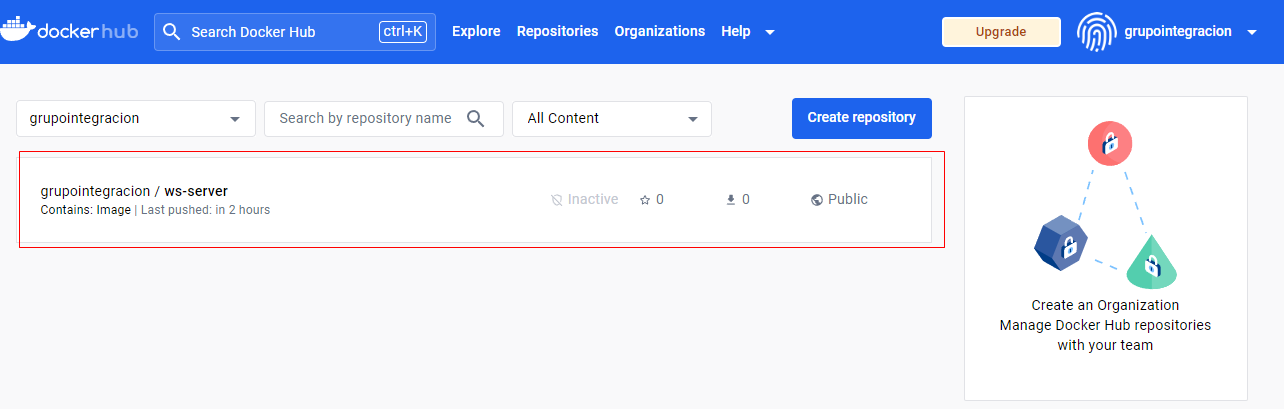 docker hub
Search Docker Hub
ctrl+K
Explore
Repositories
Organizations
Help
Upgrade
grupointegracion
grupointegracion
Search by repository name
All Content
Create repository
grupointegracion / ws-server
Inactive
0
0
Public
Contains: Image | Last pushed: in 2 hours
Create an Organization
Manage Docker Hub repositories
with your team